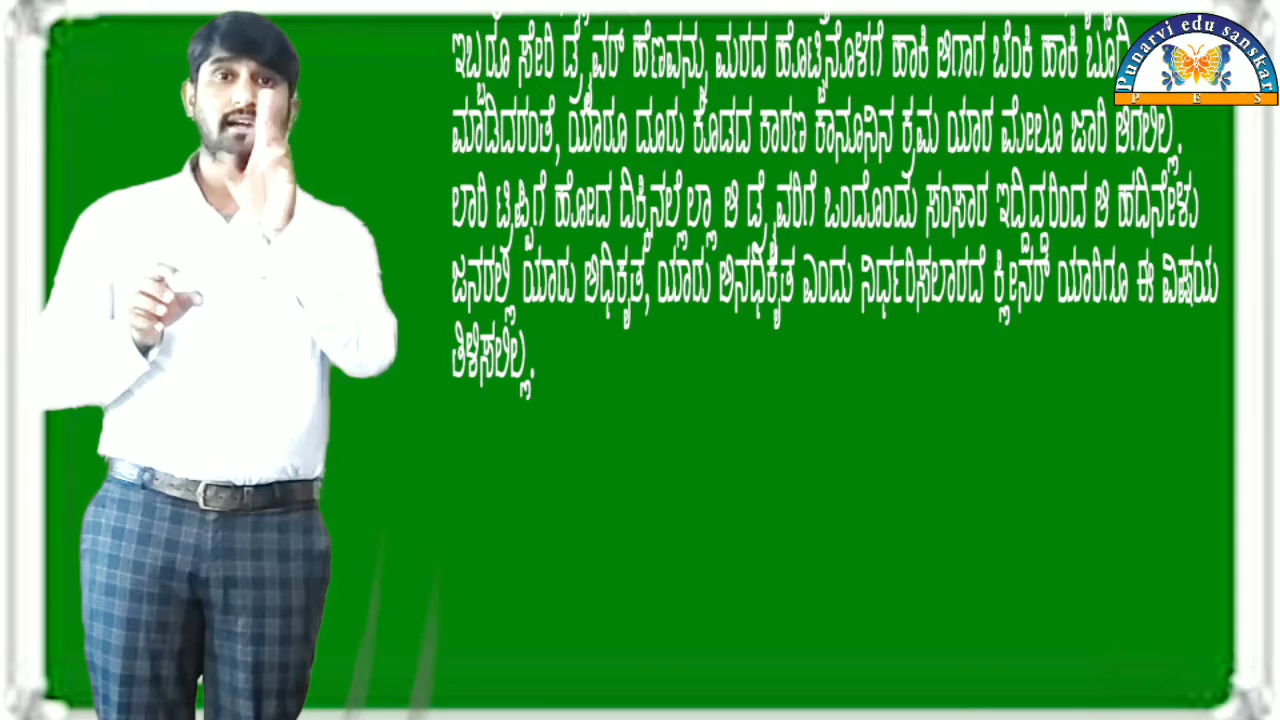 ಇಬ್ಬರೂ ಸೇರಿ ಡ್ರೈವರ್ ಹೆಣವನ್ನು ಮರದ ಹೊಟ್ಟಿನೊಳಗೆ ಹಾಕಿ ಆಗಾಗ ಬೆಂಕಿ ಹಾಕಿ ಬೂದಿ
ಮಾಡಿದರಂತೆ, ಯಾರೂ ದೂರು ಕೊಡದ ಕಾರಣ ಕಾನೂನಿನ ಕ್ರಮ ಯಾರ ಮೇಲೂ ಜಾರಿ ಆಗಲಿಲ್ಲ.
ಲಾರಿ ಟ್ರಿಪ್ಪಿಗೆ ಹೋದ ದಿಕ್ಕಿನಲ್ಲೆಲ್ಲಾ ಆ ಡ್ರೈವರಿಗೆ ಒಂದೊಂದು ಸಂಸಾರ ಇದ್ದಿದ್ದರಿಂದ ಆ ಹದಿನೇಳು
ಜನರಲ್ಲಿ ಯಾರು ಅಧಿಕೃತ, ಯಾರು ಅನಧಿಕೃತ ಎಂದು ನಿರ್ಧರಿಸಲಾರದೆ ಕ್ಲೀನರ್ ಯಾರಿಗೂ ಈ ವಿಷಯ
ತಿಳಿಸಲಿಲ್ಲ.
Punarvi edu sanskar
P E S